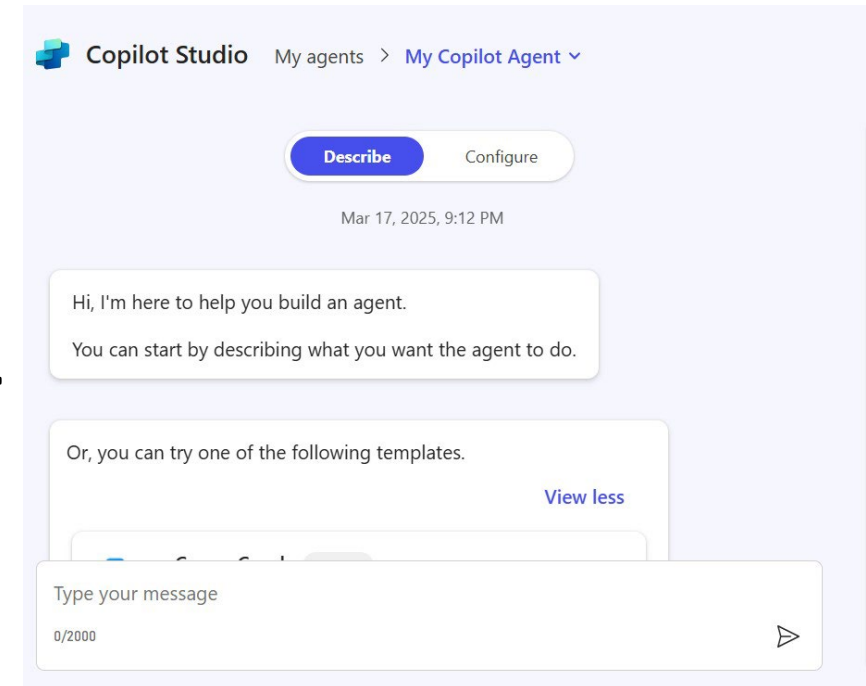 Copilot Studio My agents > My Copilot Agent
Describe Configure
Mar 17, 2025, 9:12 PM
Hi, I'm here to help you build an agent.
You can start by describing what you want the agent to do.
Or, you can try one of the following templates.
View less
Type your message
0/2000